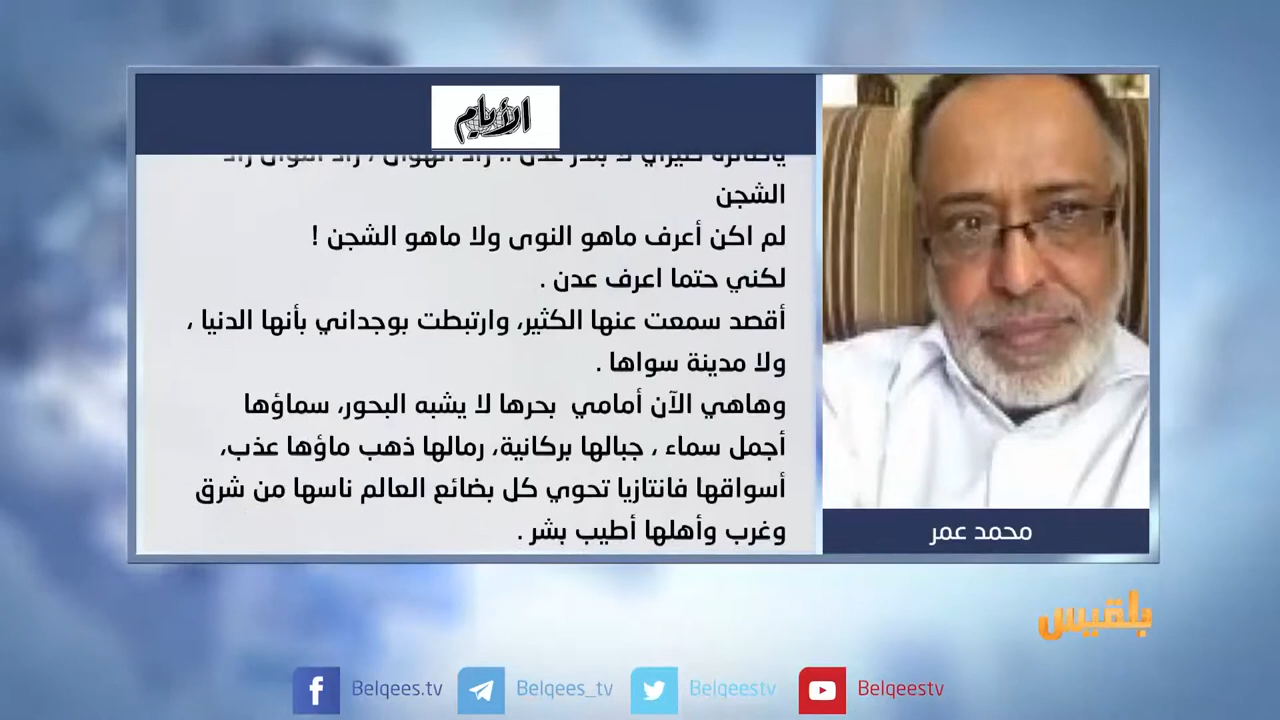 الأيام
الشجن
لم اكن أعرف ماهو النوى ولا ماهو الشجن !
لكني حتما اعرف عدن .
أقصد سمعت عنها الكثير، وارتبطت بوجداني بأنها الدنيا ،
ولا مدينة سواها .
وهاهي الآن أمامي بحرها لا يشبه البحور، سماؤها
أجمل سماء ، جبالها بركانية، رمالها ذهب ماؤها عذب،
أسواقها فانتازيا تحوي كل بضائع العالم ناسها من شرق
وغرب وأهلها أطيب بشر .
محمد عمر
بلقيس
Belqees.tv
Belqees_tv
Belqeestv
Belqeestv